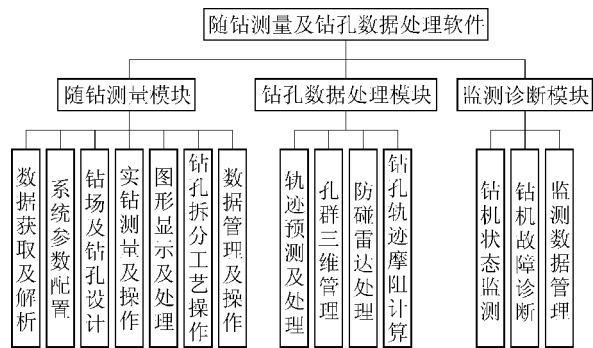 随钻测量及钻孔数据处理软件
随钻测量模块
钻孔数据处理模块
监测诊断模块
数据获取及解析
系统参数配置
钻场及钻孔设计
实钻测量及操作
图形显示及处理
钻孔拆分工艺操作
数据管理及操作
轨迹预测及处理
孔群三维管理
防碰雷达处理
钻孔轨迹摩阻计算
钻机状态监测
钻机故障诊断
监测数据管理